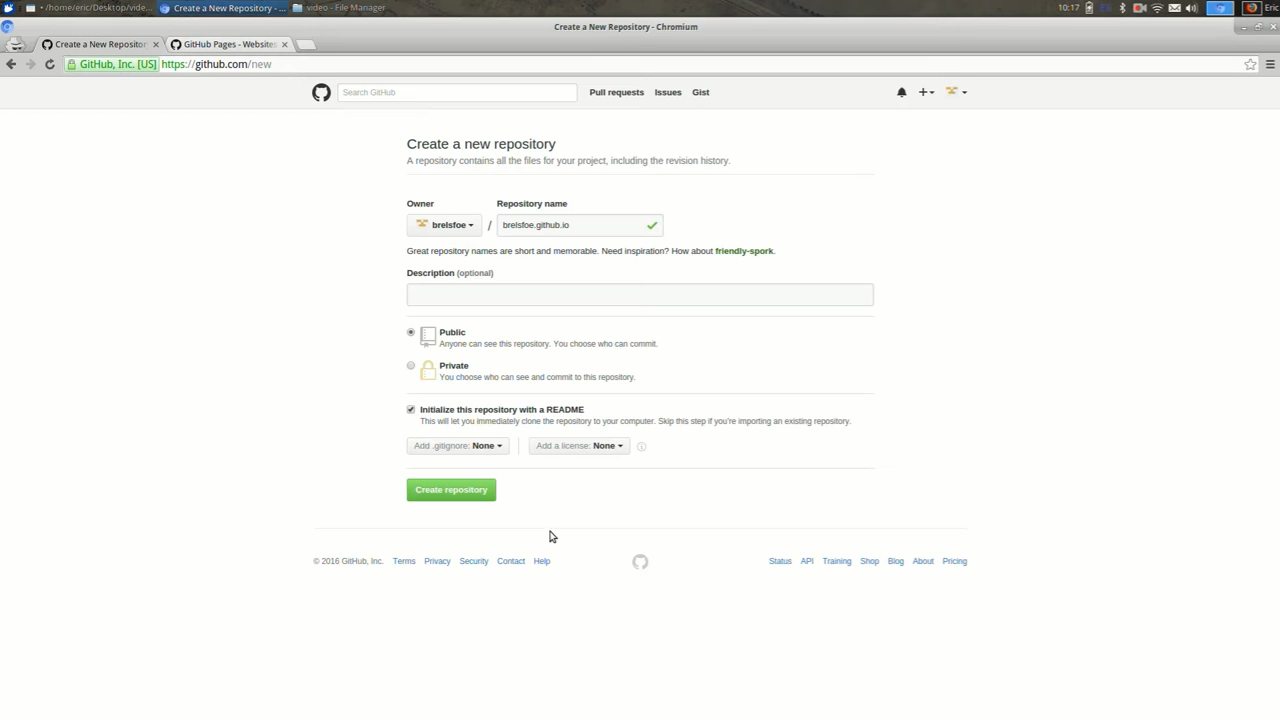 /home/eric/Desktop/vide... Create a New Repository - ... video - File Manager 10:17 Eric
Create a New Repository - Chromium
Create a New Repositor GitHub Pages - Websites
GitHub, Inc. [US] https://github.com/new
Search GitHub Pull requests Issues Gist
Create a new repository
A repository contains all the files for your project, including the revision history.
Owner Repository name
brelsfoe / brelsfoe.github.io
Great repository names are short and memorable. Need inspiration? How about friendly-spork.
Description (optional)
Public
Anyone can see this repository. You choose who can commit.
Private
You choose who can see and commit to this repository.
Initialize this repository with a README
This will let you immediately clone the repository to your computer. Skip this step if you're importing an existing repository.
Add .gitignore: None Add a license: None
Create repository
© 2016 GitHub, Inc. Terms Privacy Security Contact Help Status API Training Shop Blog About Pricing